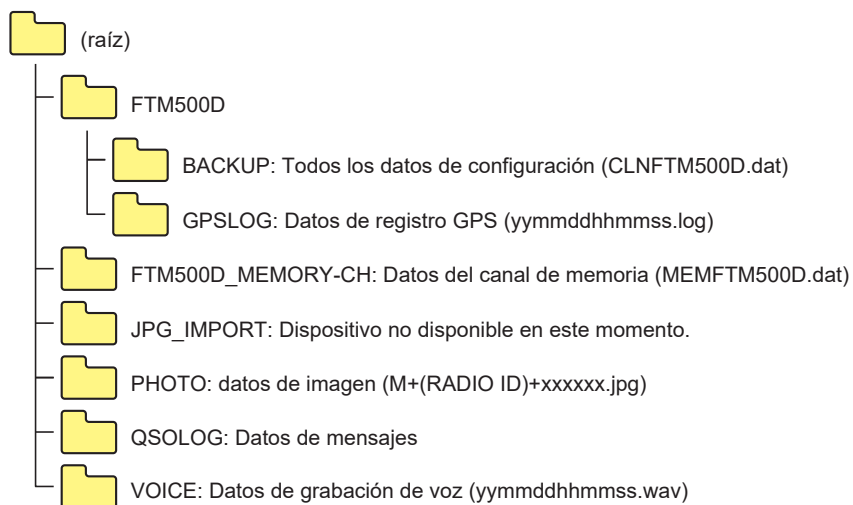 (raíz)
FTM500D
BACKUP: Todos los datos de configuración (CLNFTM500D.dat)
GPSLOG: Datos de registro GPS (yymmddhhmmss.log)
FTM500D_MEMORY-CH: Datos del canal de memoria (MEMFTM500D.dat)
JPG_IMPORT: Dispositivo no disponible en este momento.
PHOTO: datos de imagen (M+(RADIO ID)+xxxxxx.jpg)
QSOLOG: Datos de mensajes
VOICE: Datos de grabación de voz (yymmddhhmmss.wav)